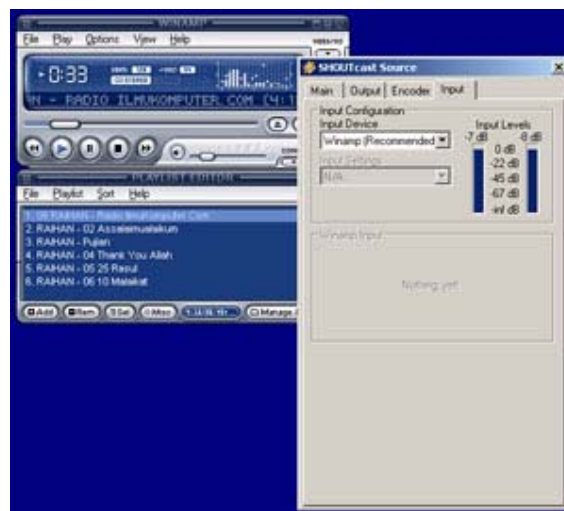 WINAMP
File Play Options View Help
0:33
N - RADIO ILMUKOMPUTER.COM (4:1
PLAYLIST EDITOR
File Playlist Sort Help
1. 06 RAIHAN - Radio IlmuKomputer.Com
2. RAIHAN - 02 Assalaimualaikum
3. RAIHAN - Pujian
4. RAIHAN - 04 Thank You Allah
5. RAIHAN - 05 25 Rasul
6. RAIHAN - 06 10 Malaikat
Add Rem Sel Misc Manage
SHOUTcast Source
Main Output Encoder Input
Input Configuration
Input Device
Winamp (Recommended
Input Settings
N/A
Input Levels
-7 dB -8 dB
0 dB
-22 dB
-45 dB
-67 dB
-inf dB
Winamp Input
Nothing yet